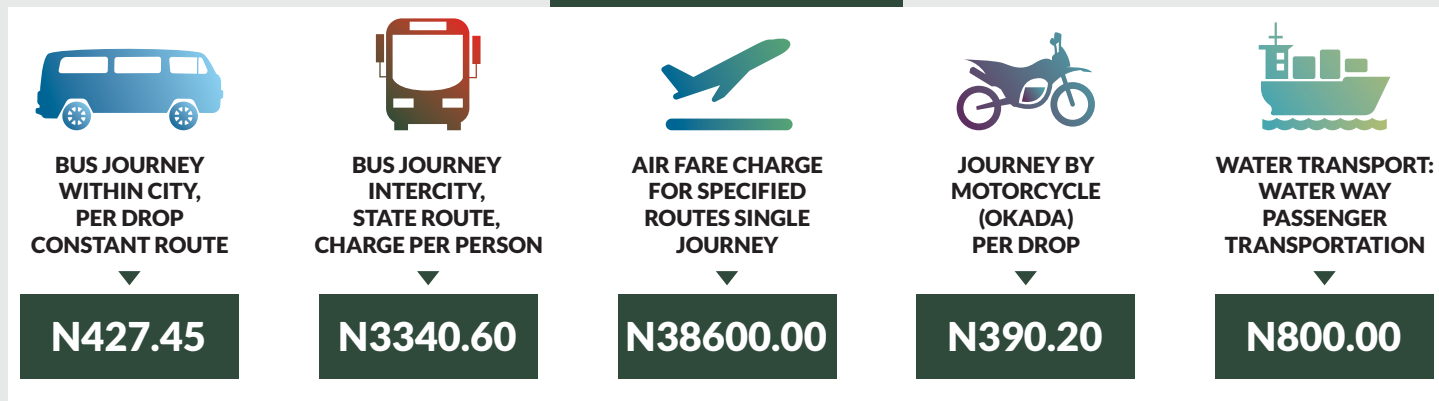 BUS JOURNEY
WITHIN CITY,
PER DROP
CONSTANT ROUTE
N427.45
BUS JOURNEY
INTERCITY,
STATE ROUTE,
CHARGE PER PERSON
N3340.60
AIR FARE CHARGE
FOR SPECIFIED
ROUTES SINGLE
JOURNEY
N38600.00
JOURNEY BY
MOTORCYCLE
(OKADA)
PER DROP
N390.20
WATER TRANSPORT:
WATER WAY
PASSENGER
TRANSPORTATION
N800.00